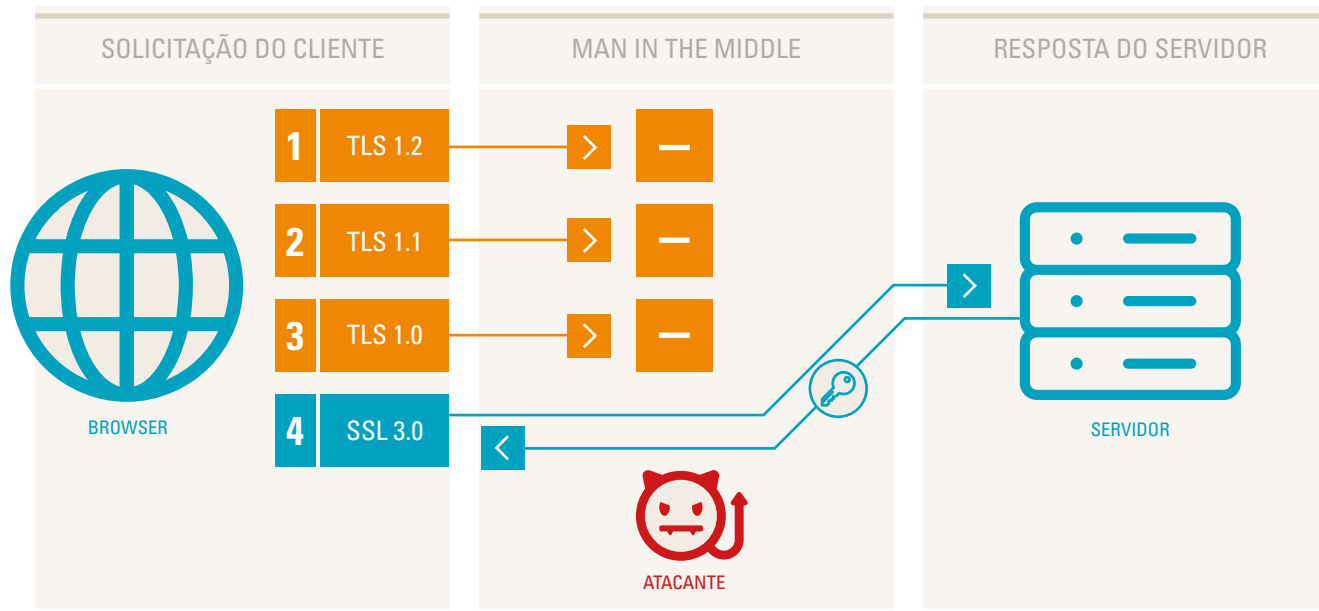 SOLICITAÇÃO DO CLIENTE
MAN IN THE MIDDLE
RESPOSTA DO SERVIDOR
1 TLS 1.2
2 TLS 1.1
3 TLS 1.0
4 SSL 3.0
BROWSER
SERVIDOR
ATACANTE